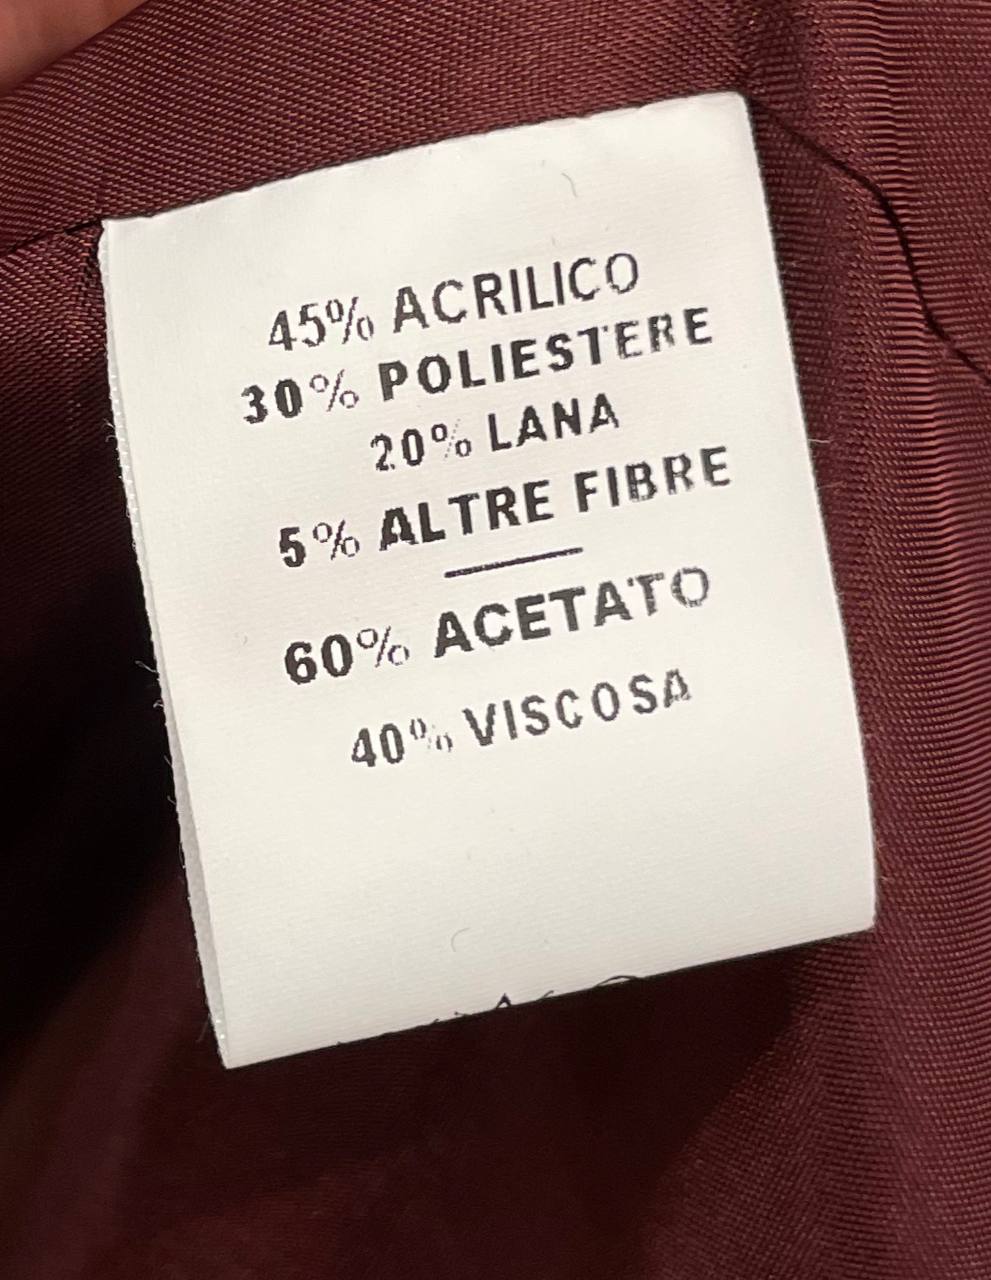 45% ACRILICO
30% POLIESTERE
20% LANA
5% ALTRE FIBRE
60% ACETATO
40% VISCOSA